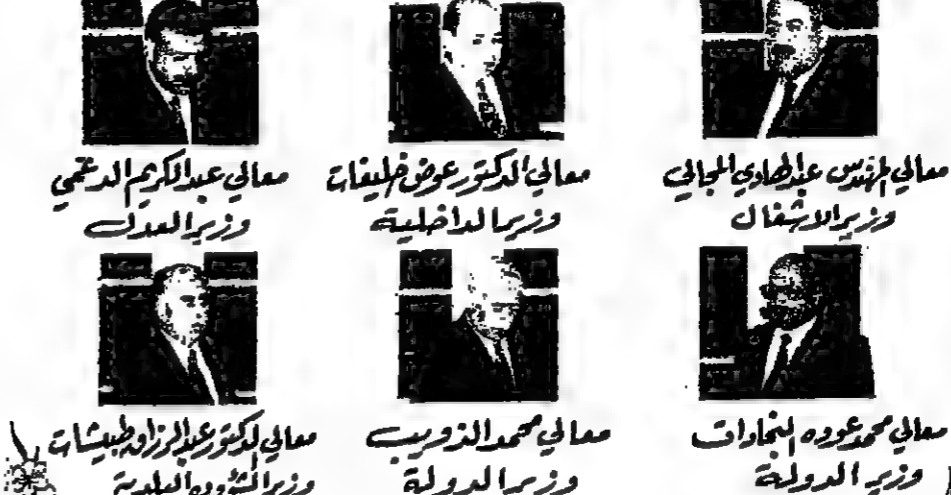 معالي المهندس عبدالهادي المجالي
وزير الاشغال
معالي الدكتور عوض خليفات
وزير الداخلية
معالي عبدالكريم الدغمي
وزير العدل
معالي محمد عوده النجادات
وزير الدولة
معالي محمد الذويب
وزير الدولة
معالي الدكتور عبدالرزاق طبيشات
وزير الشؤون البلدية